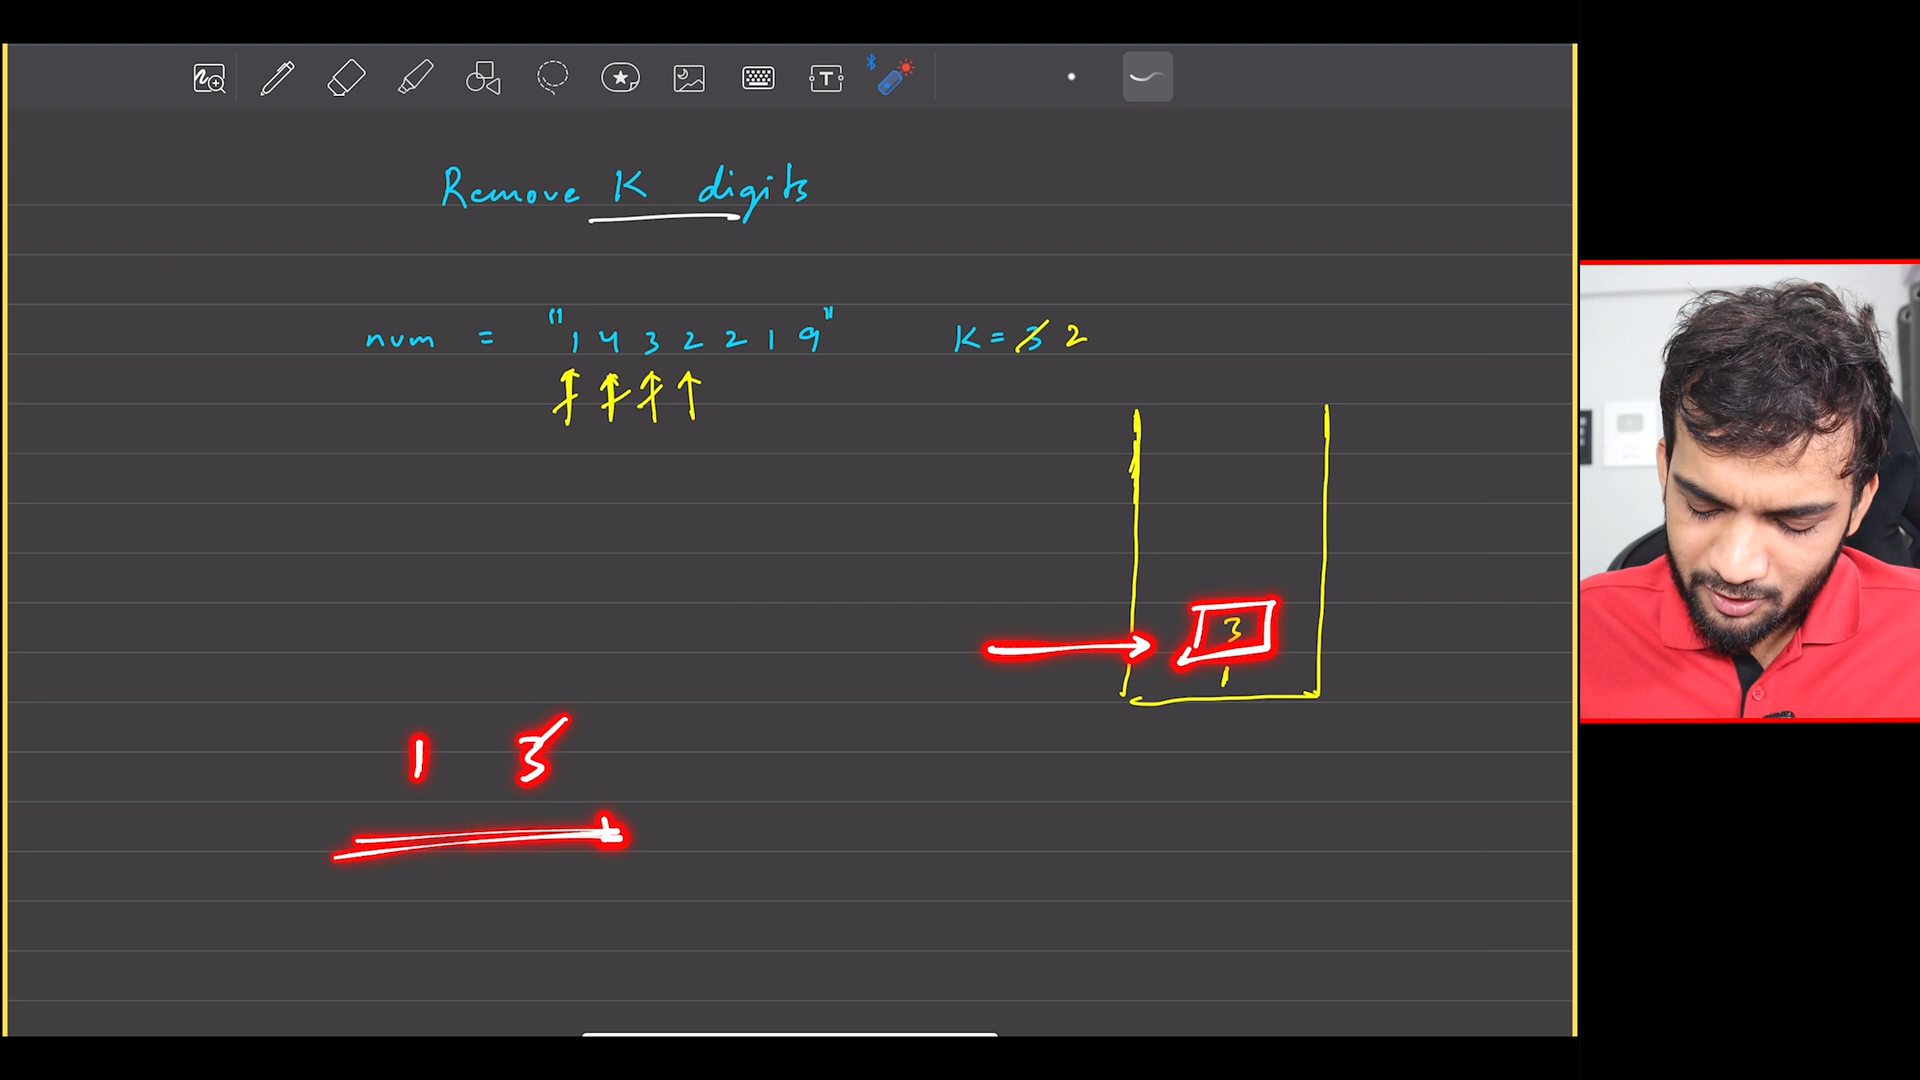 Remove K digits
num = "1432219" K = 3 2
3
1
1 3